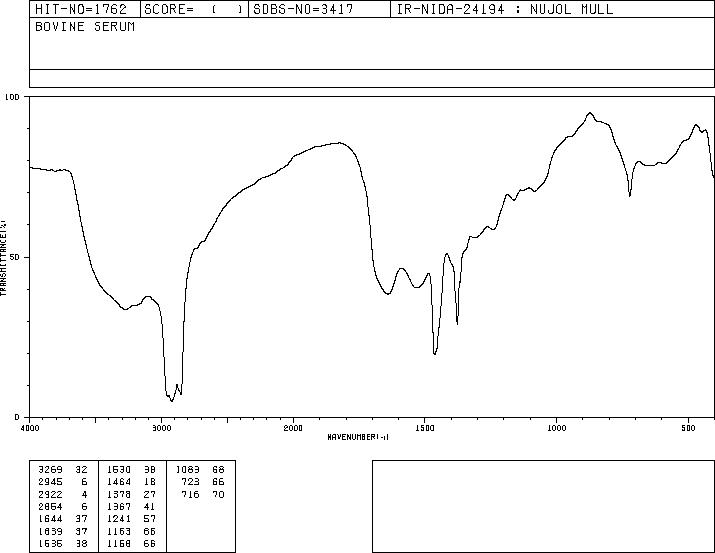 HIT-NO=1762 SCORE= ( ) SDBS-NO=3417 IR-NIDA-24194 : NUJOL MULL
BOVINE SERUM
100
50
0
TRANSMITTANCE(%)
4000 3000 2000 1500 1000 500
WAVENUMBER(-1)
3269 32 1530 38 1083 68
2945 6 1464 18 723 66
2922 4 1378 27 716 70
2854 6 1367 41
1644 37 1241 57
1639 37 1163 66
1535 38 1158 66